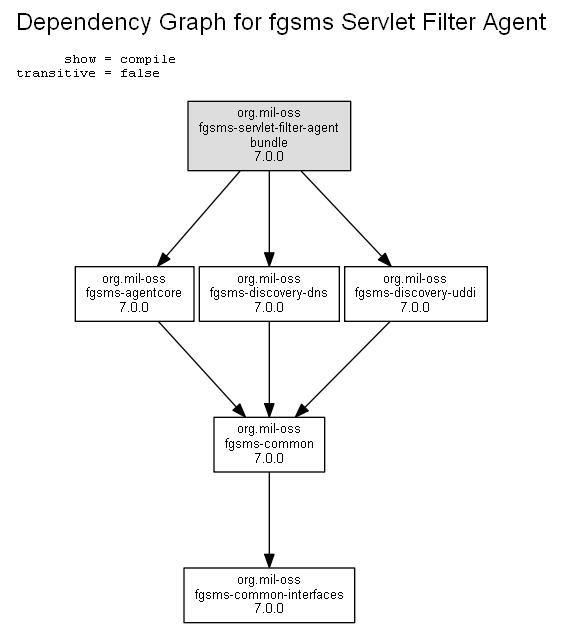 Dependency Graph for fgsms Servlet Filter Agent
show = compile
transitive = false
org.mil-oss
fgsms-servlet-filter-agent
bundle
7.0.0
org.mil-oss
fgsms-agentcore
7.0.0
org.mil-oss
fgsms-discovery-dns
7.0.0
org.mil-oss
fgsms-discovery-uddi
7.0.0
org.mil-oss
fgsms-common
7.0.0
org.mil-oss
fgsms-common-interfaces
7.0.0